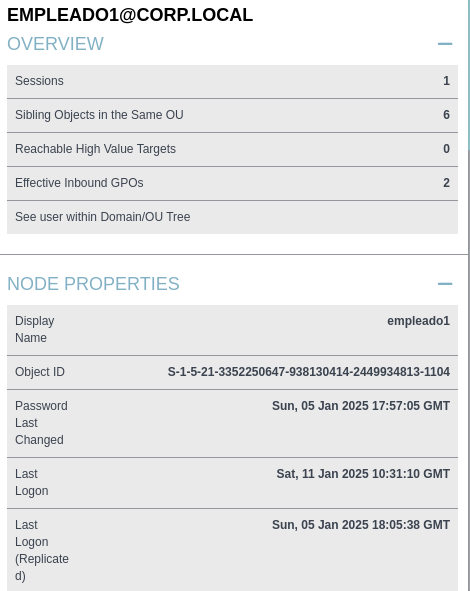 EMPLEADO1@CORP.LOCAL
OVERVIEW
Sessions 1
Sibling Objects in the Same OU 6
Reachable High Value Targets 0
Effective Inbound GPOs 2
See user within Domain/OU Tree
NODE PROPERTIES
Display empleado1
Name
Object ID S-1-5-21-3352250647-938130414-2449934813-1104
Password Sun, 05 Jan 2025 17:57:05 GMT
Last
Changed
Last Sat, 11 Jan 2025 10:31:10 GMT
Logon
Last Sun, 05 Jan 2025 18:05:38 GMT
Logon
(Replicate
d)